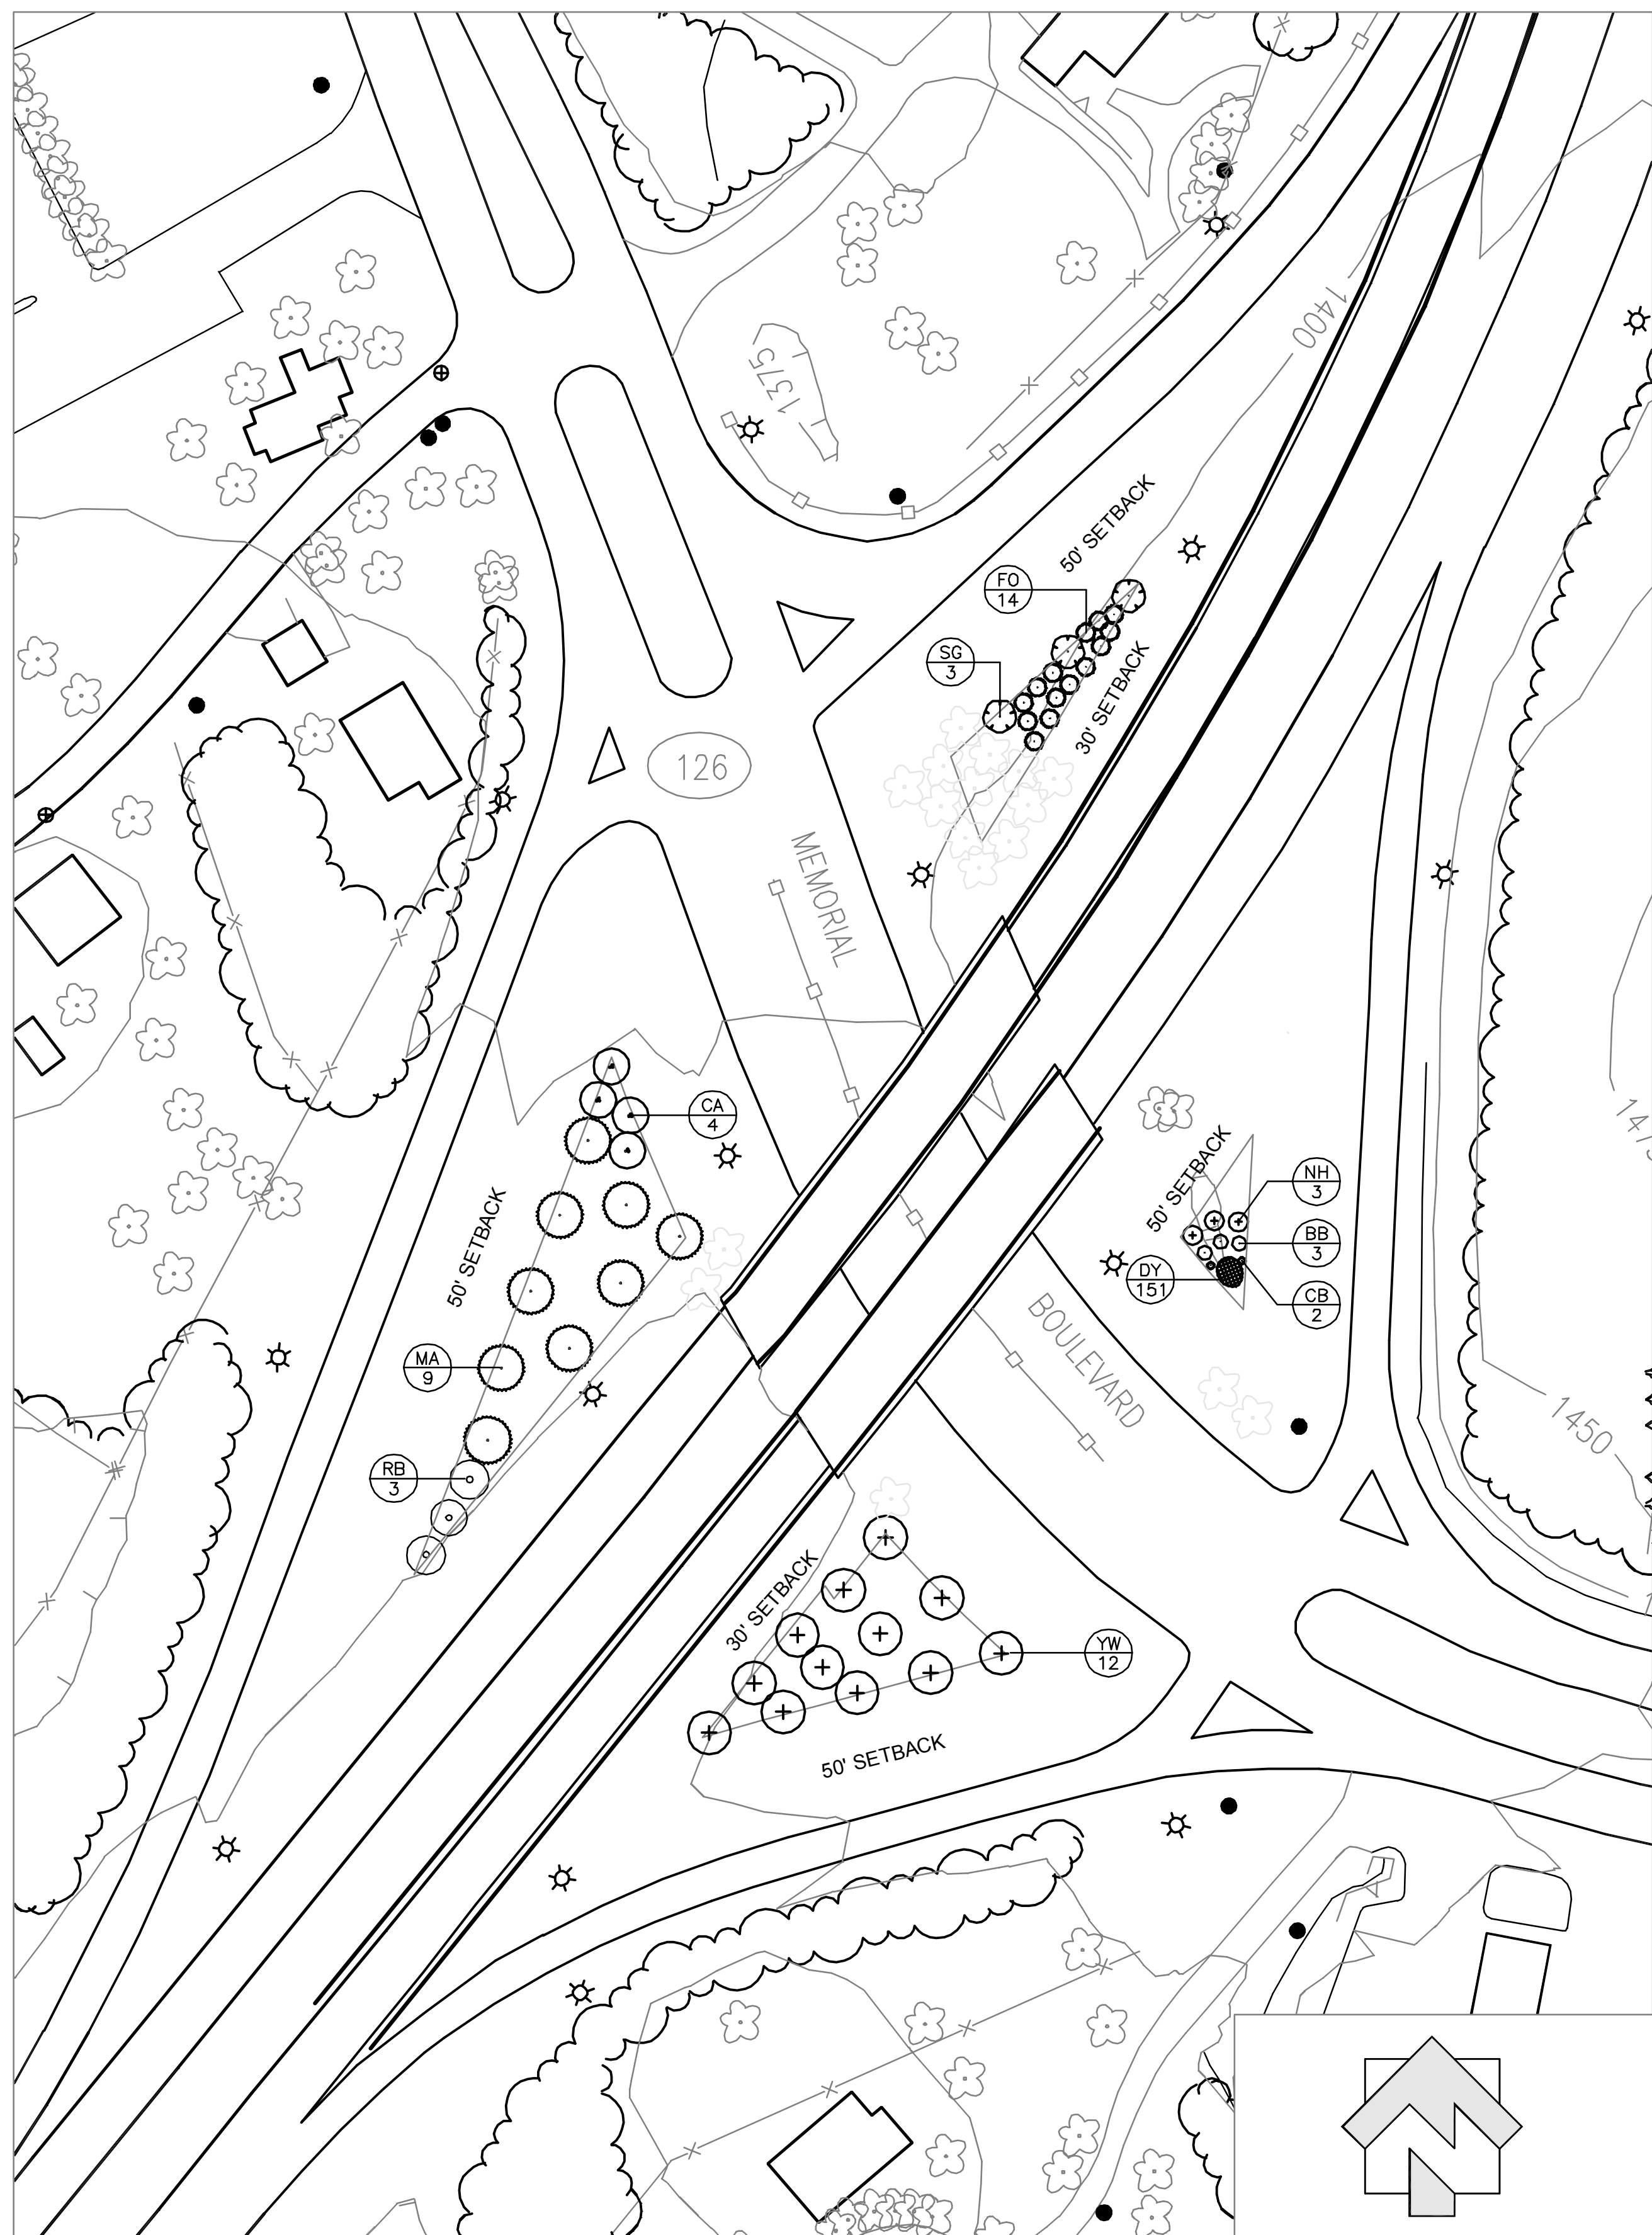 1400
1375
50' SETBACK
FO
14
SG
3
30' SETBACK
126
MEMORIAL
CA
4
50' SETBACK
NH
3
50' SETBACK
BB
3
DY
151
CB
2
BOULEVARD
MA
9
1450
RB
3
30' SETBACK
YW
12
50' SETBACK
N